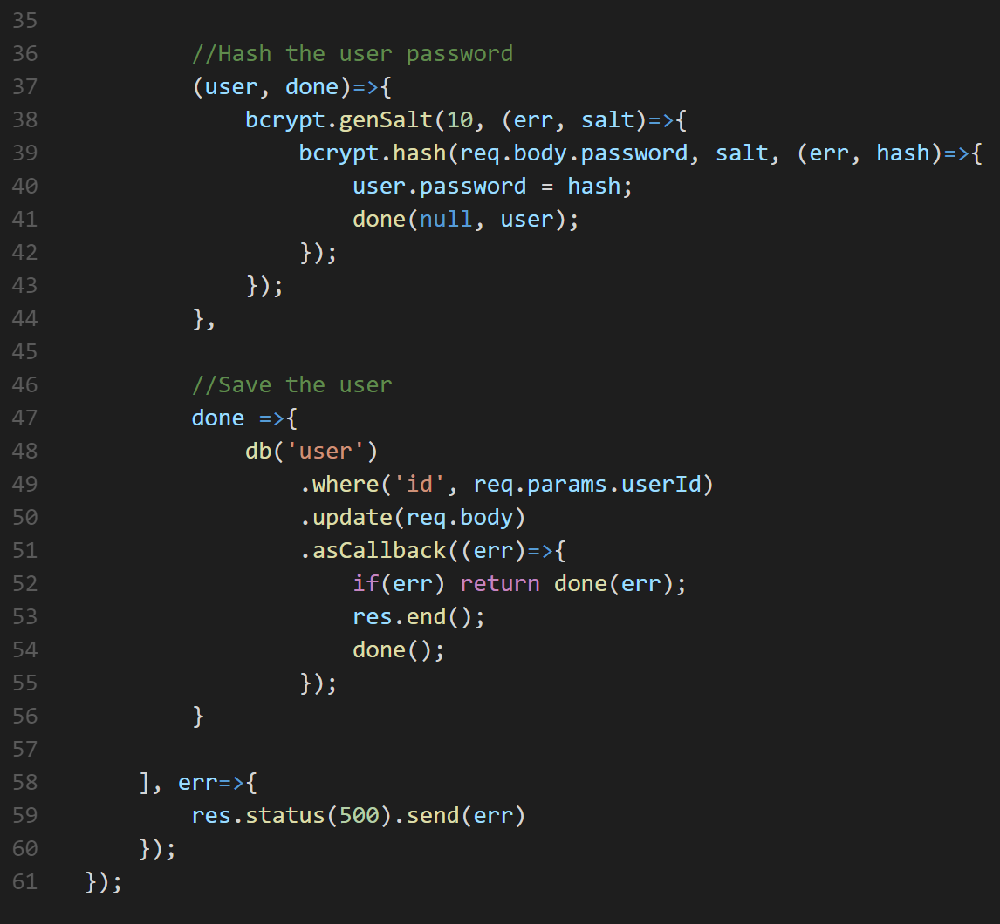 35
36 //Hash the user password
37 (user, done)=>{
38 bcrypt.genSalt(10, (err, salt)=>{
39 bcrypt.hash(req.body.password, salt, (err, hash)=>{
40 user.password = hash;
41 done(null, user);
42 });
43 });
44 },
45
46 //Save the user
47 done =>{
48 db('user')
49 .where('id', req.params.userId)
50 .update(req.body)
51 .asCallback((err)=>{
52 if(err) return done(err);
53 res.end();
54 done();
55 });
56 }
57
58 ], err=>{
59 res.status(500).send(err)
60 });
61 });